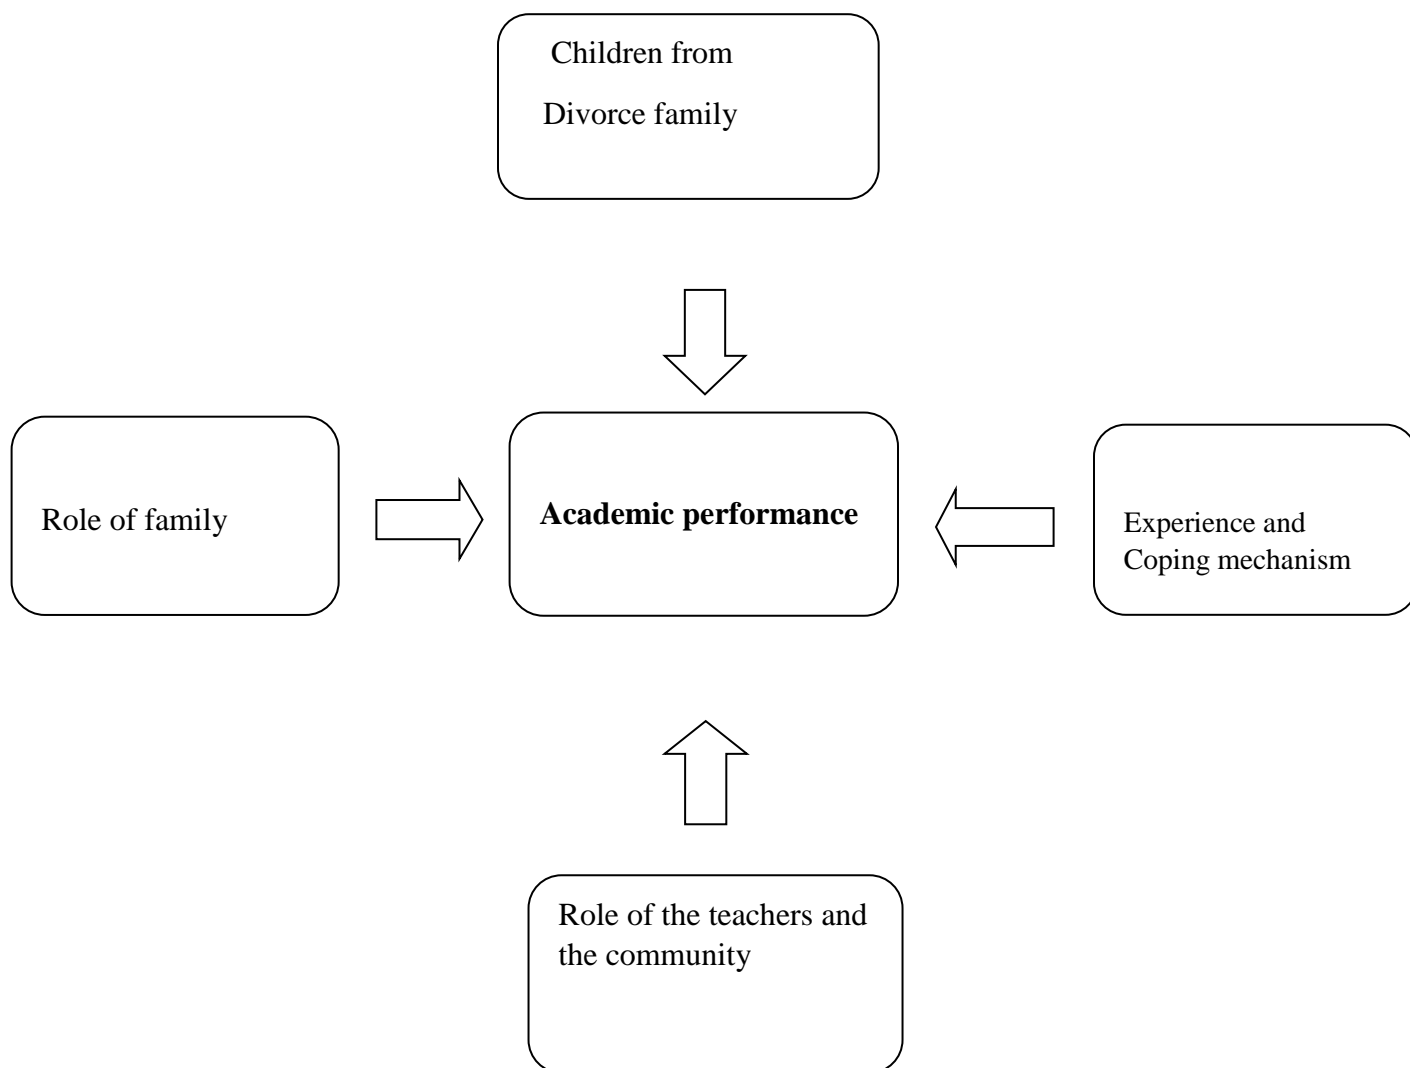 Children from
Divorce family
Role of family
Academic performance
Experience and
Coping mechanism
Role of the teachers and
the community